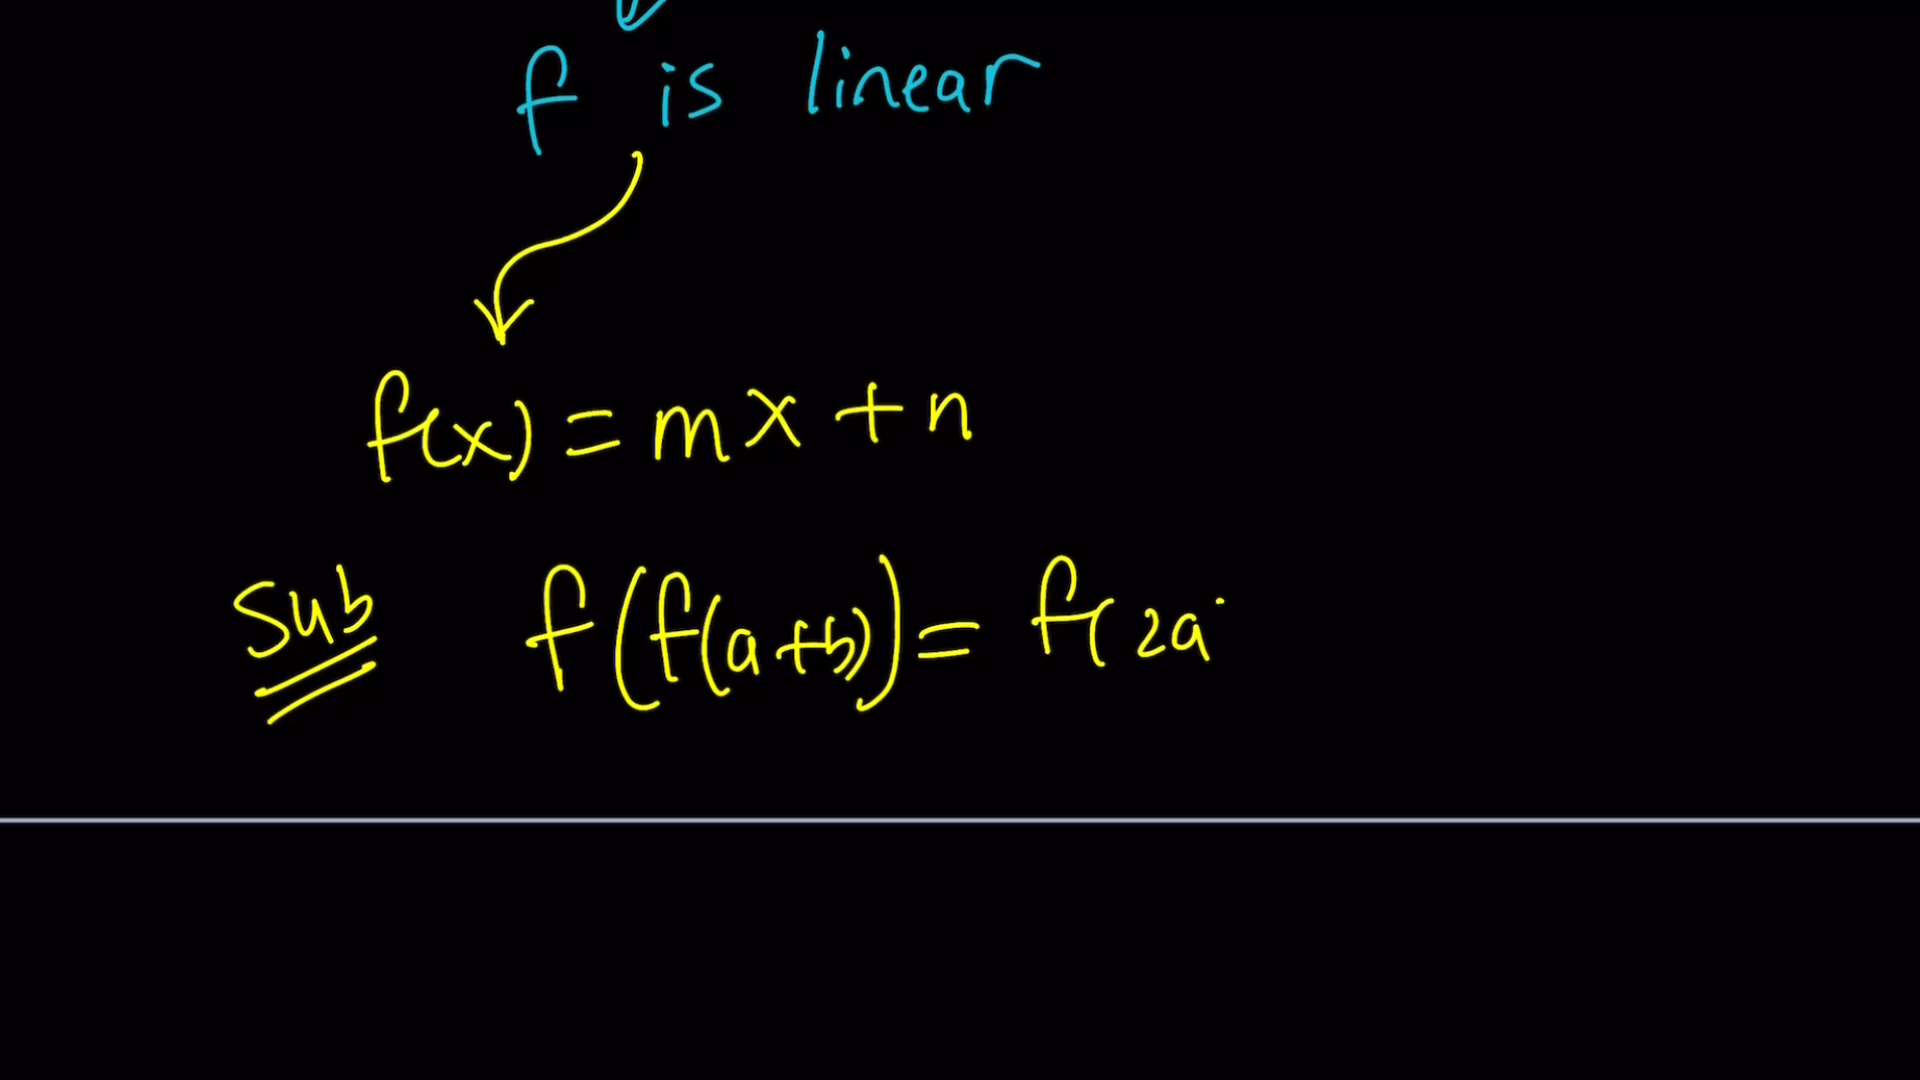 f is linear
f(x) = mx + n
Sub f(f(a+b)) = f(2a